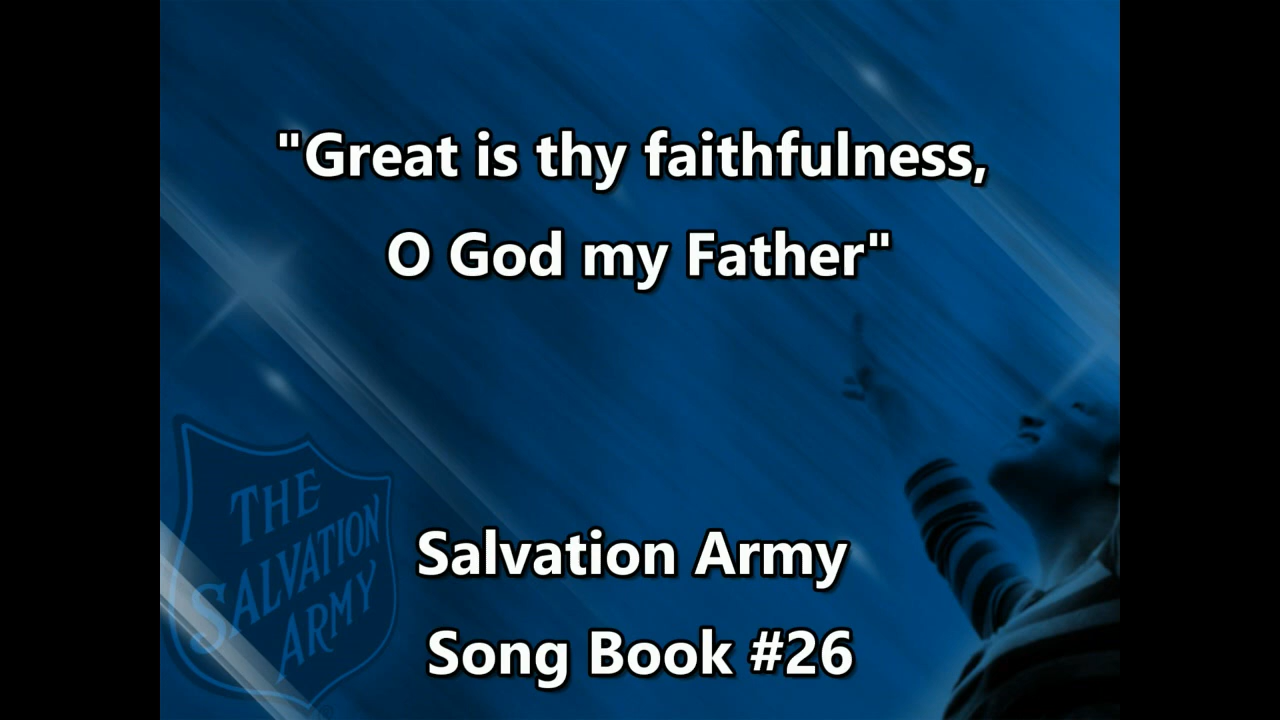 "Great is thy faithfulness,
O God my Father"
THE
SALVATION
ARMY
Salvation Army
Song Book #26